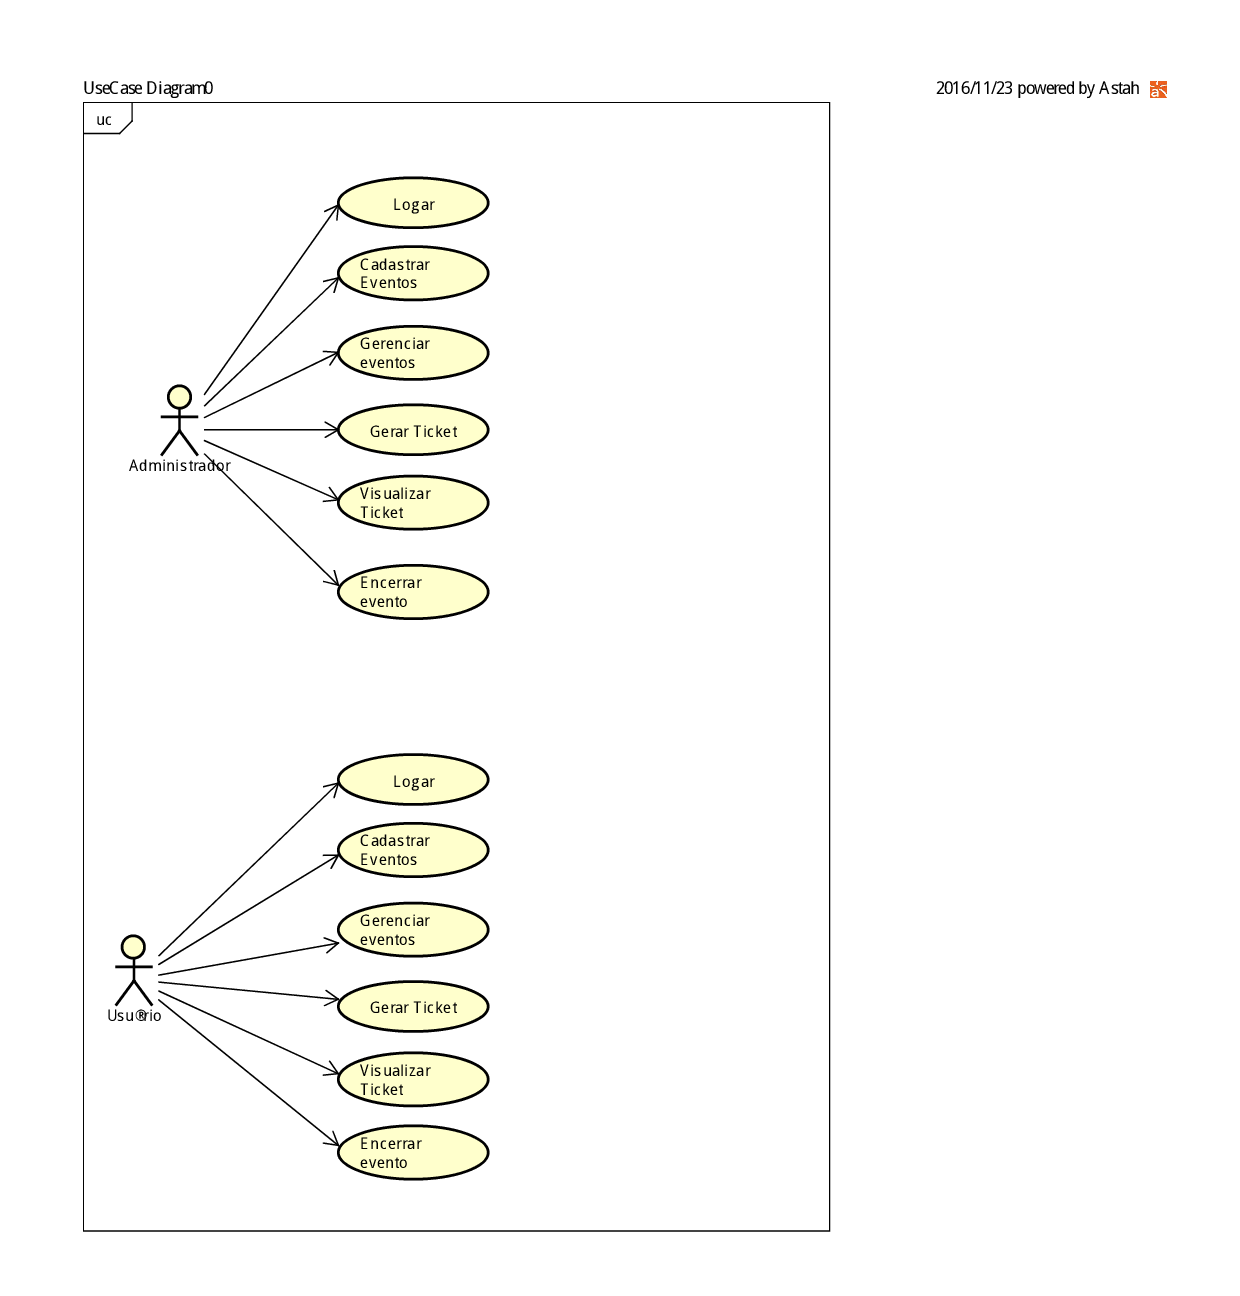 UseCase Diagram0
2016/11/23 powered by Astah
uc
Logar
Cadastrar
Eventos
Gerenciar
eventos
Gerar Ticket
Administrador
Visualizar
Ticket
Encerrar
evento
Logar
Cadastrar
Eventos
Gerenciar
eventos
Gerar Ticket
Usu®rio
Visualizar
Ticket
Encerrar
evento